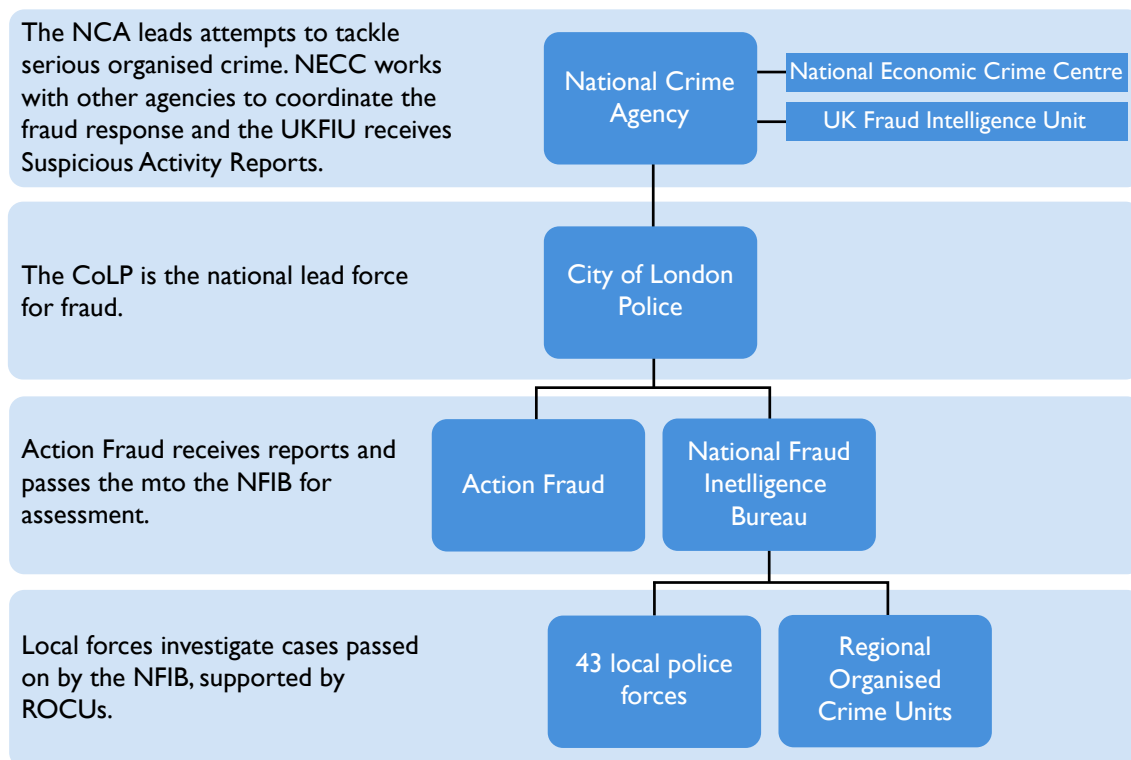 The NCA leads attempts to tackle
serious organised crime. NECC works
with other agencies to coordinate the
fraud response and the UKFIU receives
Suspicious Activity Reports.
National Crime
Agency
National Economic Crime Centre
UK Fraud Intelligence Unit
The CoLP is the national lead force
for fraud.
City of London
Police
Action Fraud receives reports and
passes the mto the NFIB for
assessment.
Action Fraud
National Fraud
Inetlligence
Bureau
Local forces investigate cases passed
on by the NFIB, supported by
ROCUs.
43 local police
forces
Regional
Organised
Crime Units